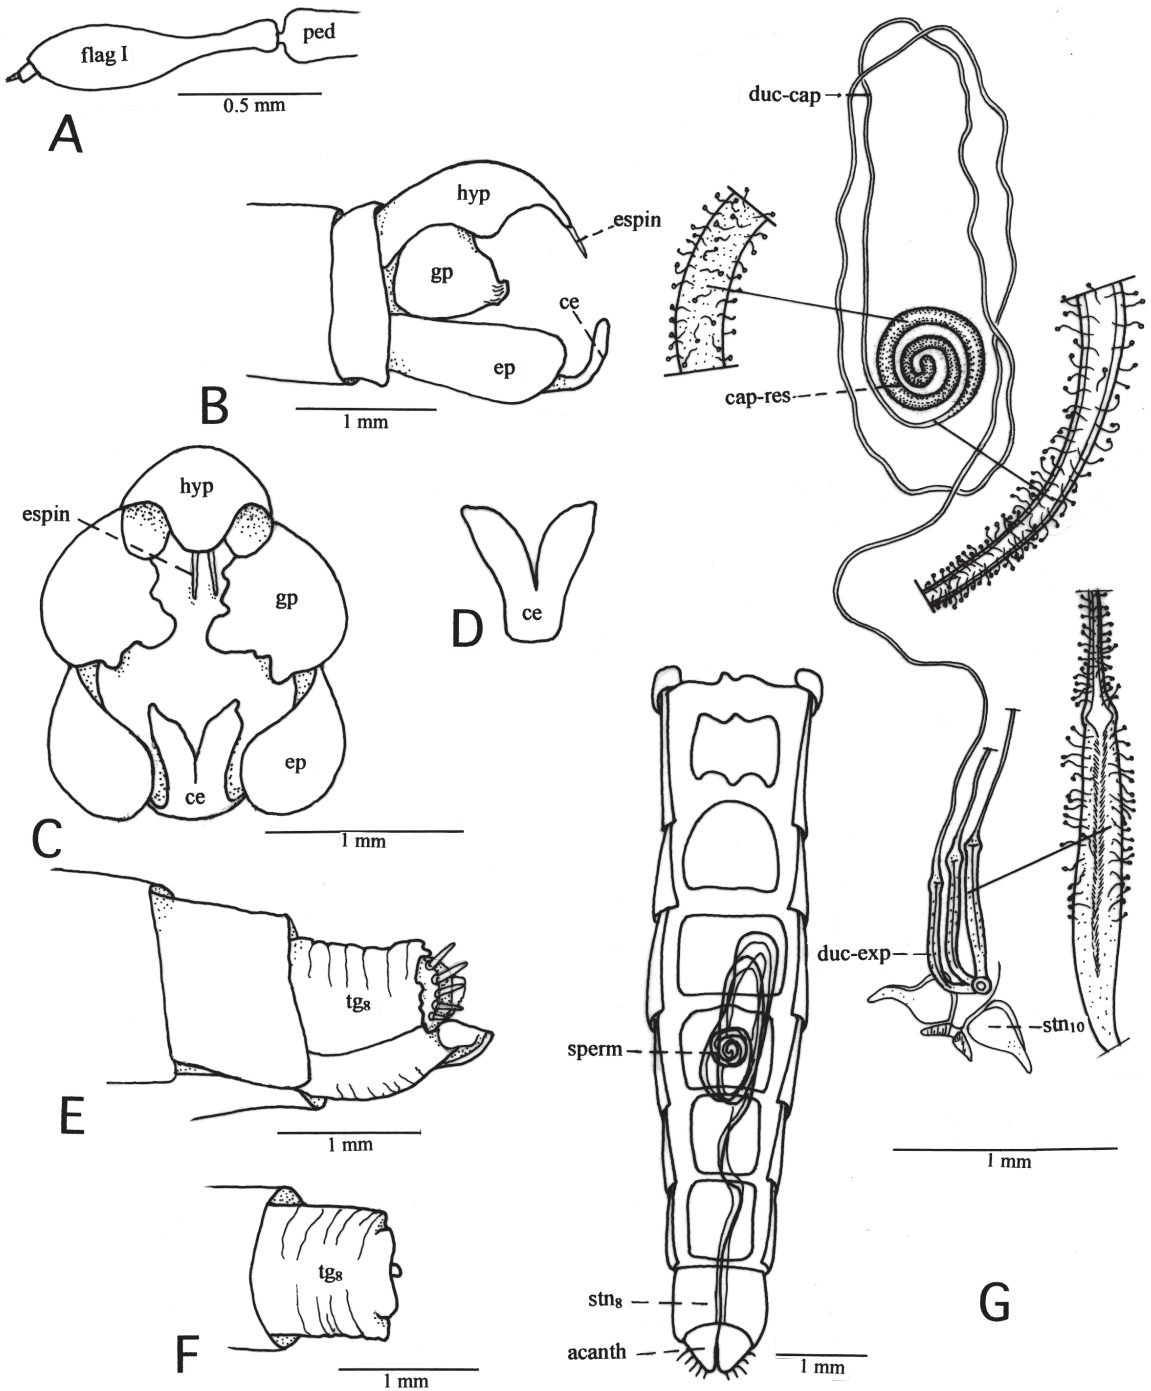 flag I
ped
0.5 mm
A
hyp
espin
gp
ce
ep
B
1 mm
duc-cap
cap-res
hyp
espin
gp
ep
ce
C
1 mm
ce
D
tg8
E
1 mm
tg8
F
1 mm
sperm
stn8
acanth
1 mm
duc-exp
stn10
1 mm
G